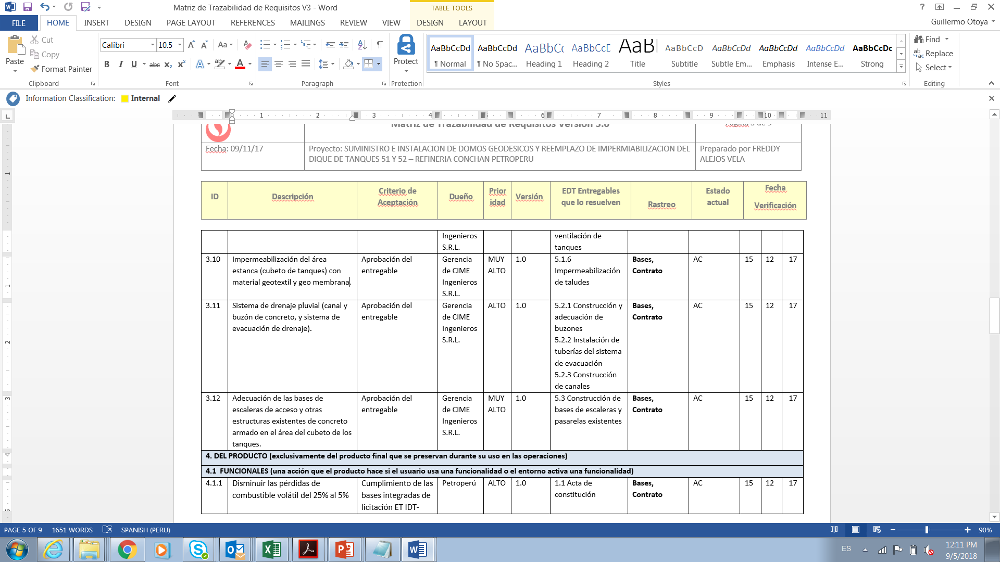 Matriz de Trazabilidad de Requisitos V3 - Word
TABLE TOOLS
FILE
HOME
INSERT
DESIGN
PAGE LAYOUT
REFERENCES
MAILINGS
REVIEW
VIEW
DESIGN
LAYOUT
Guillermo Otoya
Paste
Cut
Copy
Format Painter
Clipboard
Calibri
10.5
Font
Paragraph
Protect
Protection
AaBbCcDd
¶ Normal
AaBbCcDd
¶ No Spac...
AaBbCc
Heading 1
AaBbCcD
Heading 2
AaBl
Title
AaBbCcD
Subtitle
AaBbCcDd
Subtle Em...
AaBbCcDd
Emphasis
AaBbCcDd
Intense E...
AaBbCcDc
Strong
Styles
Find
Replace
Select
Editing
Information Classification: Internal
1 2 3 4 6 7 8 9 10 11
Matriz de Trazabilidad de Requisitos Versión 3.0
Fecha: 09/11/17
Proyecto: SUMINISTRO E INSTALACION DE DOMOS GEODESICOS Y REEMPLAZO DE IMPERMIABILIZACION DEL
DIQUE DE TANQUES 51 Y 52 – REFINERIA CONCHAN PETROPERU
Preparado por FREDDY
ALEJOS VELA
ID
Descripción
Criterio de
Aceptación
Dueño
Prior
idad
Versión
EDT Entregables
que lo resuelven
Rastreo
Estado
actual
Fecha
Verificación
Ingenieros
S.R.L.
ventilación de
tanques
3.10
Impermeabilización del área
estanca (cubeto de tanques) con
material geotextil y geo membrana.
Aprobación del
entregable
Gerencia
de CIME
Ingenieros
S.R.L.
MUY
ALTO
1.0
5.1.6
Impermeabilización
de taludes
Bases,
Contrato
AC
15
12
17
3.11
Sistema de drenaje pluvial (canal y
buzón de concreto, y sistema de
evacuación de drenaje).
Aprobación del
entregable
Gerencia
de CIME
Ingenieros
S.R.L.
ALTO
1.0
5.2.1 Construcción y
adecuación de
buzones
5.2.2 Instalación de
tuberías del sistema
de evacuación
5.2.3 Construcción
de canales
Bases,
Contrato
AC
15
12
17
3.12
Adecuación de las bases de
escaleras de acceso y otras
estructuras existentes de concreto
armado en el área del cubeto de los
tanques.
Aprobación del
entregable
Gerencia
de CIME
Ingenieros
S.R.L.
MUY
ALTO
1.0
5.3 Construcción de
bases de escaleras y
pasarelas existentes
Bases,
Contrato
AC
15
12
17
4. DEL PRODUCTO (exclusivamente del producto final que se preservan durante su uso en las operaciones)
4.1 FUNCIONALES (una acción que el producto hace si el usuario usa una funcionalidad o el entorno activa una funcionalidad)
4.1.1
Disminuir las pérdidas de
combustible volátil del 25% al 5%
Cumplimiento de las
bases integradas de
licitación ET IDT-
Petroperú
ALTO
1.0
1.1 Acta de
constitución
Bases,
Contrato
AC
15
12
17
PAGE 5 OF 9
1651 WORDS
SPANISH (PERU)
90%
ES
12:11 PM
9/5/2018